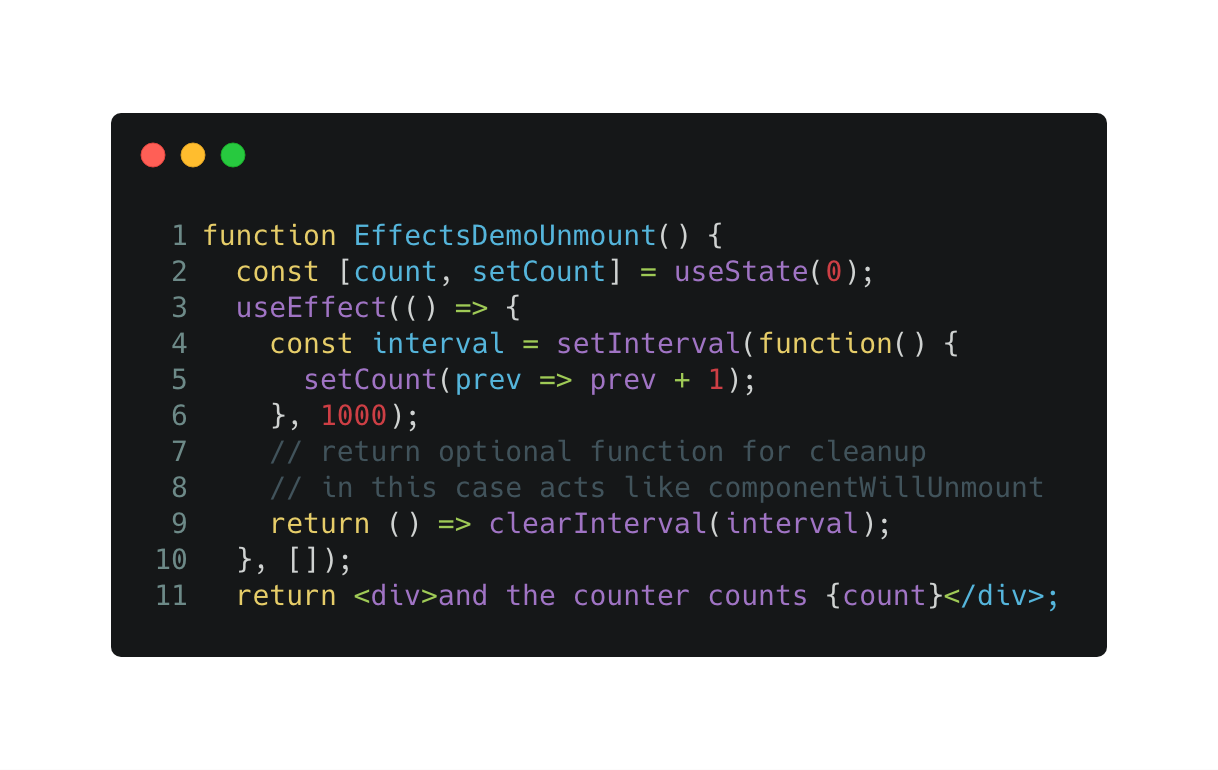 1 function EffectsDemoUnmount() {
2   const [count, setCount] = useState(0);
3   useEffect(() => {
4     const interval = setInterval(function() {
5       setCount(prev => prev + 1);
6     }, 1000);
7     // return optional function for cleanup
8     // in this case acts like componentWillUnmount
9     return () => clearInterval(interval);
10   }, []);
11   return <div>and the counter counts {count}</div>;